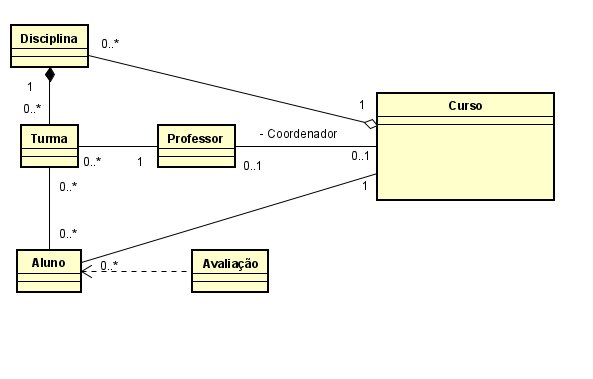 Disciplina
0..*
1
0..*
1
Curso
Turma
Professor
- Coordenador
0..*
1
0..1
0..1
0..*
1
0..*
Aluno
0..*
Avaliação